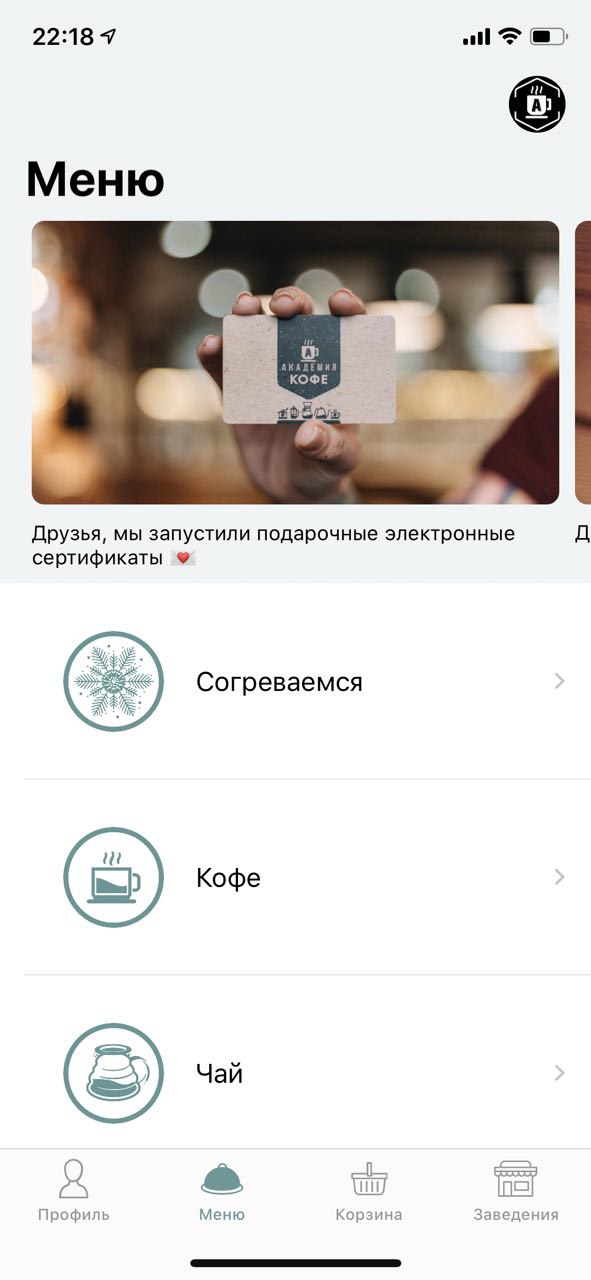 22:18
A
Меню
A
АКАДЕМИЯ
КОФЕ
Друзья, мы запустили подарочные электронные
сертификаты
Д
Согреваемся
Кофе
Чай
Профиль
Меню
Корзина
Заведения